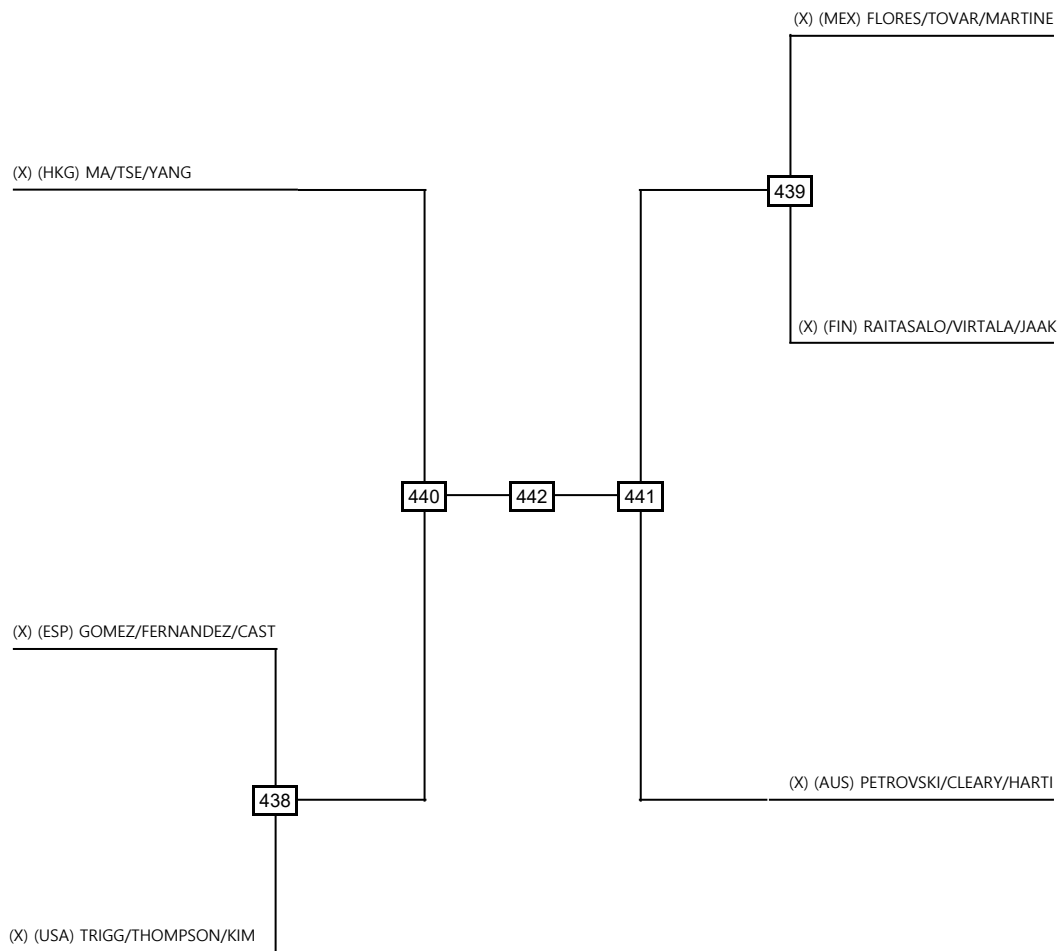 (X) (MEX) FLORES/TOVAR/MARTINE
(X) (HKG) MA/TSE/YANG
439
(X) (FIN) RAITASALO/VIRTALA/JAAK
440
442
441
(X) (ESP) GOMEZ/FERNANDEZ/CAST
(X) (AUS) PETROVSKI/CLEARY/HARTI
438
(X) (USA) TRIGG/THOMPSON/KIM